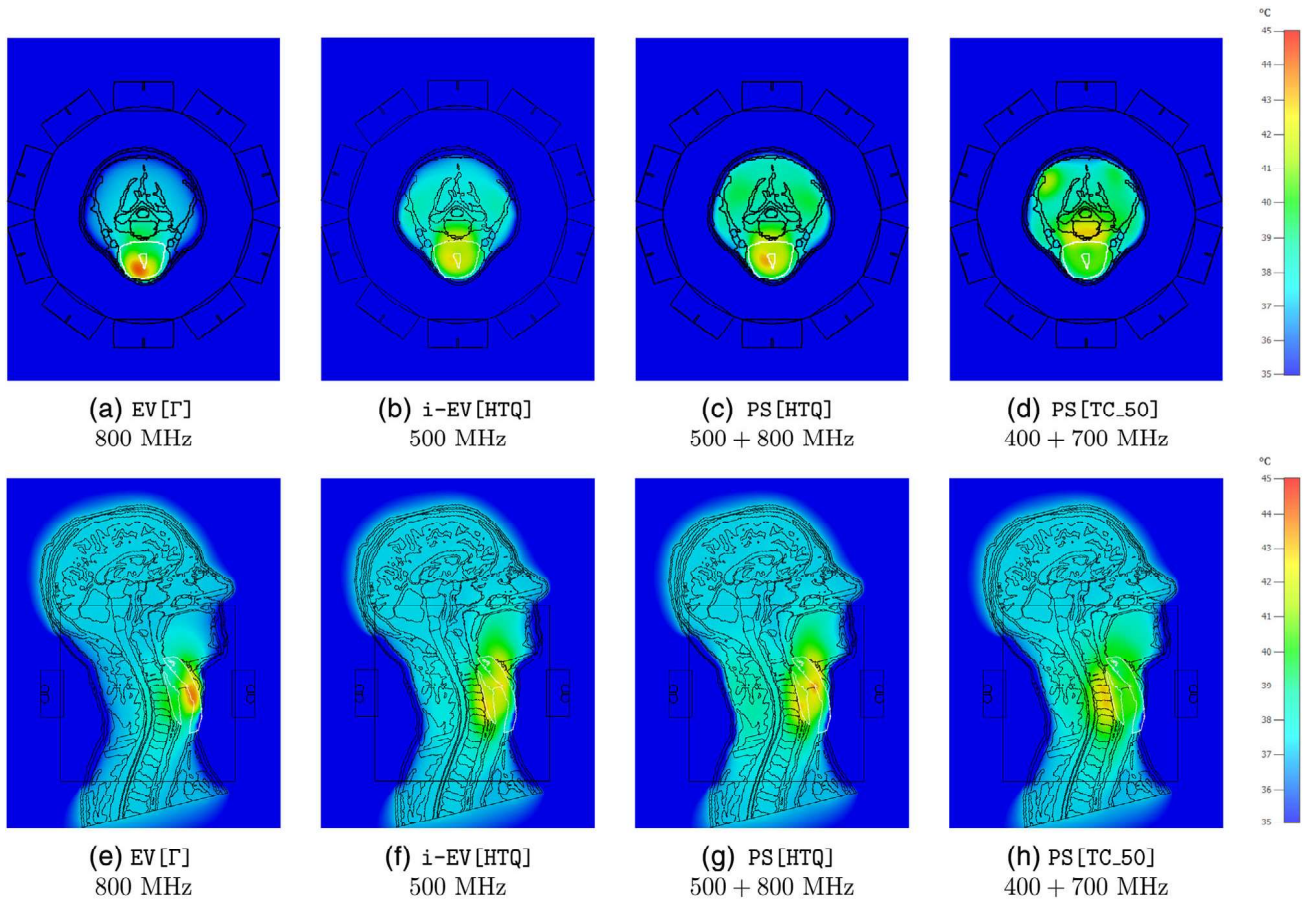 °C
45
44
43
42
41
40
39
38
37
36
35
(a) EV[Γ]
800 MHz
(b) i-EV[HTQ]
500 MHz
(c) PS[HTQ]
500 + 800 MHz
(d) PS[TC_50]
400 + 700 MHz
°C
45
44
43
42
41
40
39
38
37
36
35
(e) EV[Γ]
800 MHz
(f) i-EV[HTQ]
500 MHz
(g) PS[HTQ]
500 + 800 MHz
(h) PS[TC_50]
400 + 700 MHz